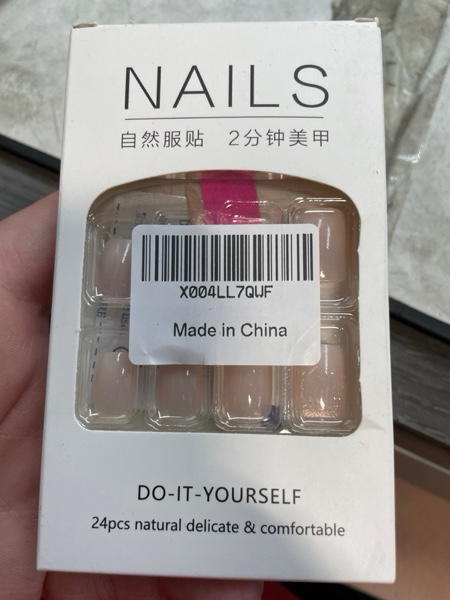 NAILS
自然服贴 2分钟美甲
X004LL7QWF
Made in China
DO-IT-YOURSELF
24pcs natural delicate & comfortable